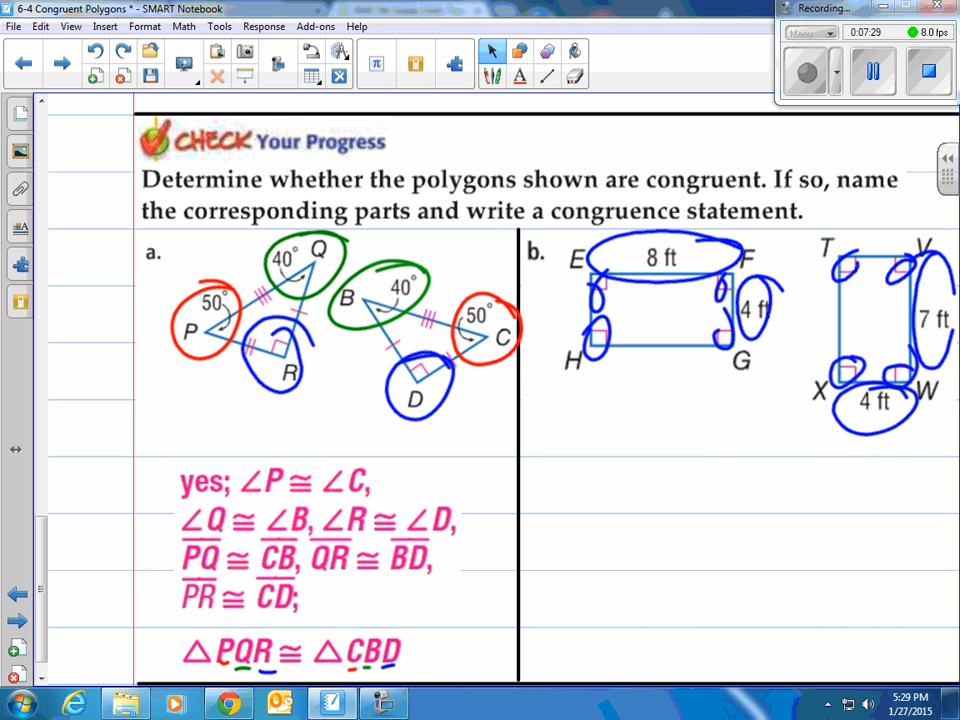 6-4 Congruent Polygons * - SMART Notebook
Recording...
File Edit View Insert Format Math Tools Response Add-ons Help
Menu 0:07:29 8.0 fps
CHECK Your Progress
Determine whether the polygons shown are congruent. If so, name
the corresponding parts and write a congruence statement.
a.
40° Q
50°
P
R
B 40°
50°
C
D
b.
E 8 ft F
4 ft
H G
T V
7 ft
X W
4 ft
yes; ∠P ≅ ∠C,
∠Q ≅ ∠B, ∠R ≅ ∠D,
PQ ≅ CB, QR ≅ BD,
PR ≅ CD;
△PQR ≅ △CBD
5:29 PM
1/27/2015